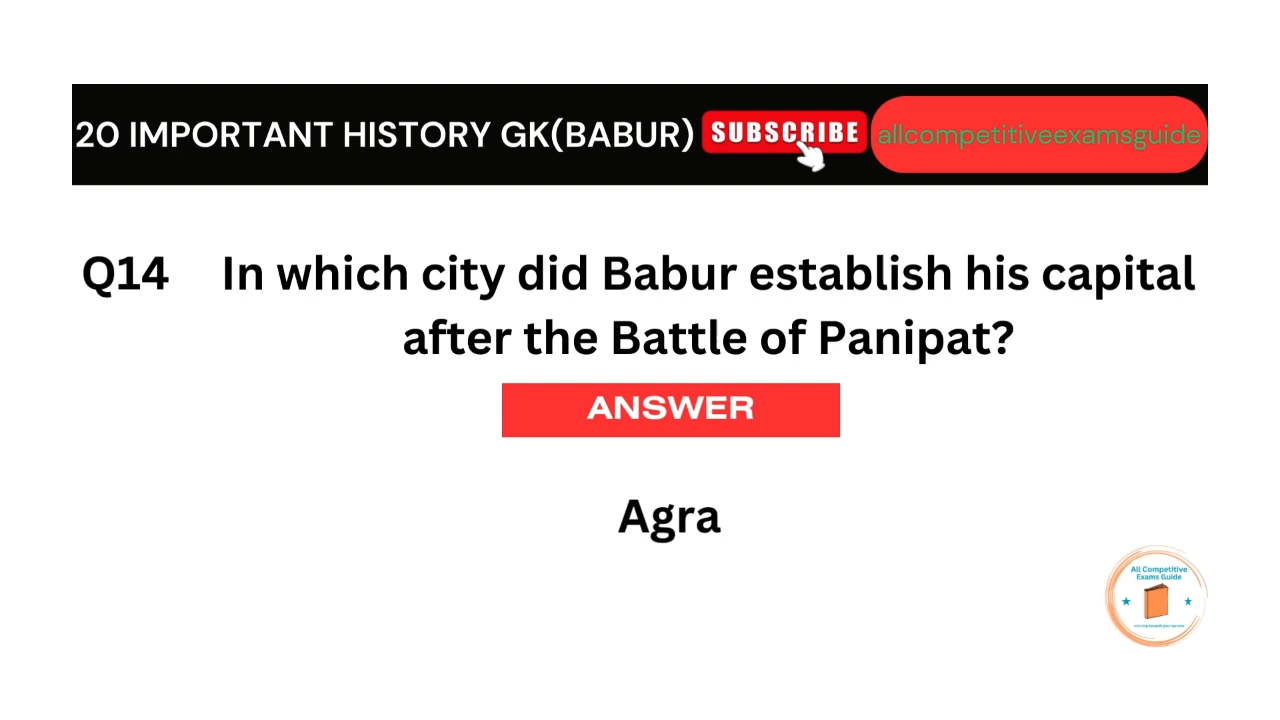 20 IMPORTANT HISTORY GK(BABUR) SUBSCRIBE allcompetitiveexamsguide
Q14 In which city did Babur establish his capital
after the Battle of Panipat?
ANSWER
Agra
All Competitive
Exams Guide